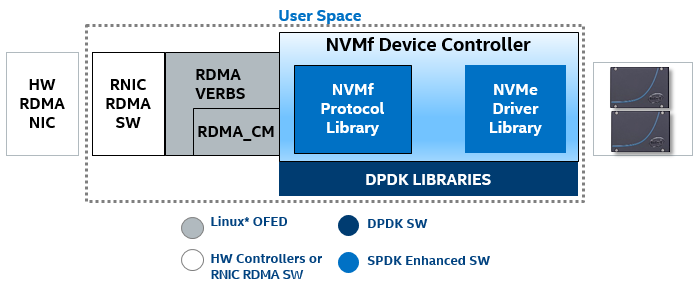 User Space
NVMf Device Controller
HW
RDMA
NIC
RNIC
RDMA
SW
RDMA
VERBS
RDMA_CM
NVMf
Protocol
Library
NVMe
Driver
Library
DPDK LIBRARIES
Linux* OFED
DPDK SW
HW Controllers or
RNIC RDMA SW
SPDK Enhanced SW